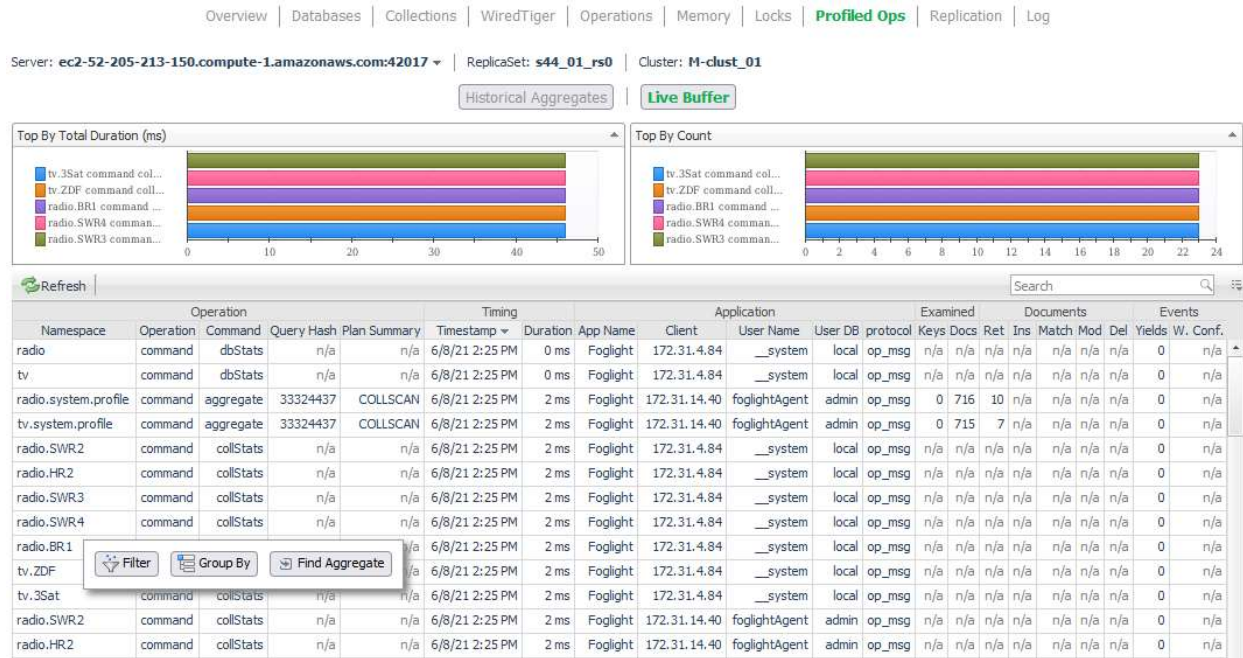 Overview | Databases | Collections | WiredTiger | Operations | Memory | Locks | Profiled Ops | Replication | Log
Server: ec2-52-205-213-150.compute-1.amazonaws.com:42017 | ReplicaSet: s44_01_rs0 | Cluster: M-clust_01
Historical Aggregates | Live Buffer
Top By Total Duration (ms)
tv.3Sat command col...
tv.ZDF command coll...
radio.BR1 command ...
radio.SWR4 comman...
radio.SWR3 comman...
0 10 20 30 40 50
Top By Count
tv.3Sat command col...
tv.ZDF command coll...
radio.BR1 command ...
radio.SWR4 comman...
radio.SWR3 comman...
0 2 4 6 8 10 12 14 16 18 20 22 24
Refresh Search
Operation Timing Application Examined Documents Events
Namespace Operation Command Query Hash Plan Summary Timestamp Duration App Name Client User Name User DB protocol Keys Docs Ret Ins Match Mod Del Yields W. Conf.
radio command dbStats n/a n/a 6/8/21 2:25 PM 0 ms Foglight 172.31.4.84 __system local op_msg n/a n/a n/a n/a n/a n/a n/a 0 n/a
tv command dbStats n/a n/a 6/8/21 2:25 PM 0 ms Foglight 172.31.4.84 __system local op_msg n/a n/a n/a n/a n/a n/a n/a 0 n/a
radio.system.profile command aggregate 33324437 COLLSCAN 6/8/21 2:25 PM 2 ms Foglight 172.31.14.40 foglightAgent admin op_msg 0 716 10 n/a n/a n/a n/a 0 n/a
tv.system.profile command aggregate 33324437 COLLSCAN 6/8/21 2:25 PM 2 ms Foglight 172.31.14.40 foglightAgent admin op_msg 0 715 7 n/a n/a n/a n/a 0 n/a
radio.SWR2 command collStats n/a n/a 6/8/21 2:25 PM 2 ms Foglight 172.31.4.84 __system local op_msg n/a n/a n/a n/a n/a n/a n/a 0 n/a
radio.HR2 command collStats n/a n/a 6/8/21 2:25 PM 2 ms Foglight 172.31.4.84 __system local op_msg n/a n/a n/a n/a n/a n/a n/a 0 n/a
radio.SWR3 command collStats n/a n/a 6/8/21 2:25 PM 2 ms Foglight 172.31.4.84 __system local op_msg n/a n/a n/a n/a n/a n/a n/a 0 n/a
radio.SWR4 command collStats n/a n/a 6/8/21 2:25 PM 2 ms Foglight 172.31.4.84 __system local op_msg n/a n/a n/a n/a n/a n/a n/a 0 n/a
radio.BR1 n/a 6/8/21 2:25 PM 2 ms Foglight 172.31.4.84 __system local op_msg n/a n/a n/a n/a n/a n/a n/a 0 n/a
Filter Group By Find Aggregate
tv.ZDF n/a 6/8/21 2:25 PM 2 ms Foglight 172.31.4.84 __system local op_msg n/a n/a n/a n/a n/a n/a n/a 0 n/a
tv.3Sat command collStats n/a n/a 6/8/21 2:25 PM 2 ms Foglight 172.31.4.84 __system local op_msg n/a n/a n/a n/a n/a n/a n/a 0 n/a
radio.SWR2 command collStats n/a n/a 6/8/21 2:25 PM 2 ms Foglight 172.31.14.40 foglightAgent admin op_msg n/a n/a n/a n/a n/a n/a n/a 0 n/a
radio.HR2 command collStats n/a n/a 6/8/21 2:25 PM 2 ms Foglight 172.31.14.40 foglightAgent admin op_msg n/a n/a n/a n/a n/a n/a n/a 0 n/a